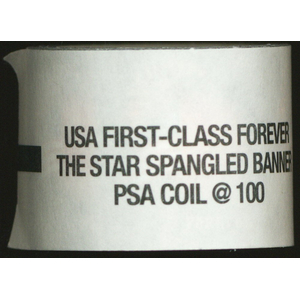 USA FIRST-CLASS FOREVER
THE STAR SPANGLED BANNER
PSA COIL @ 100